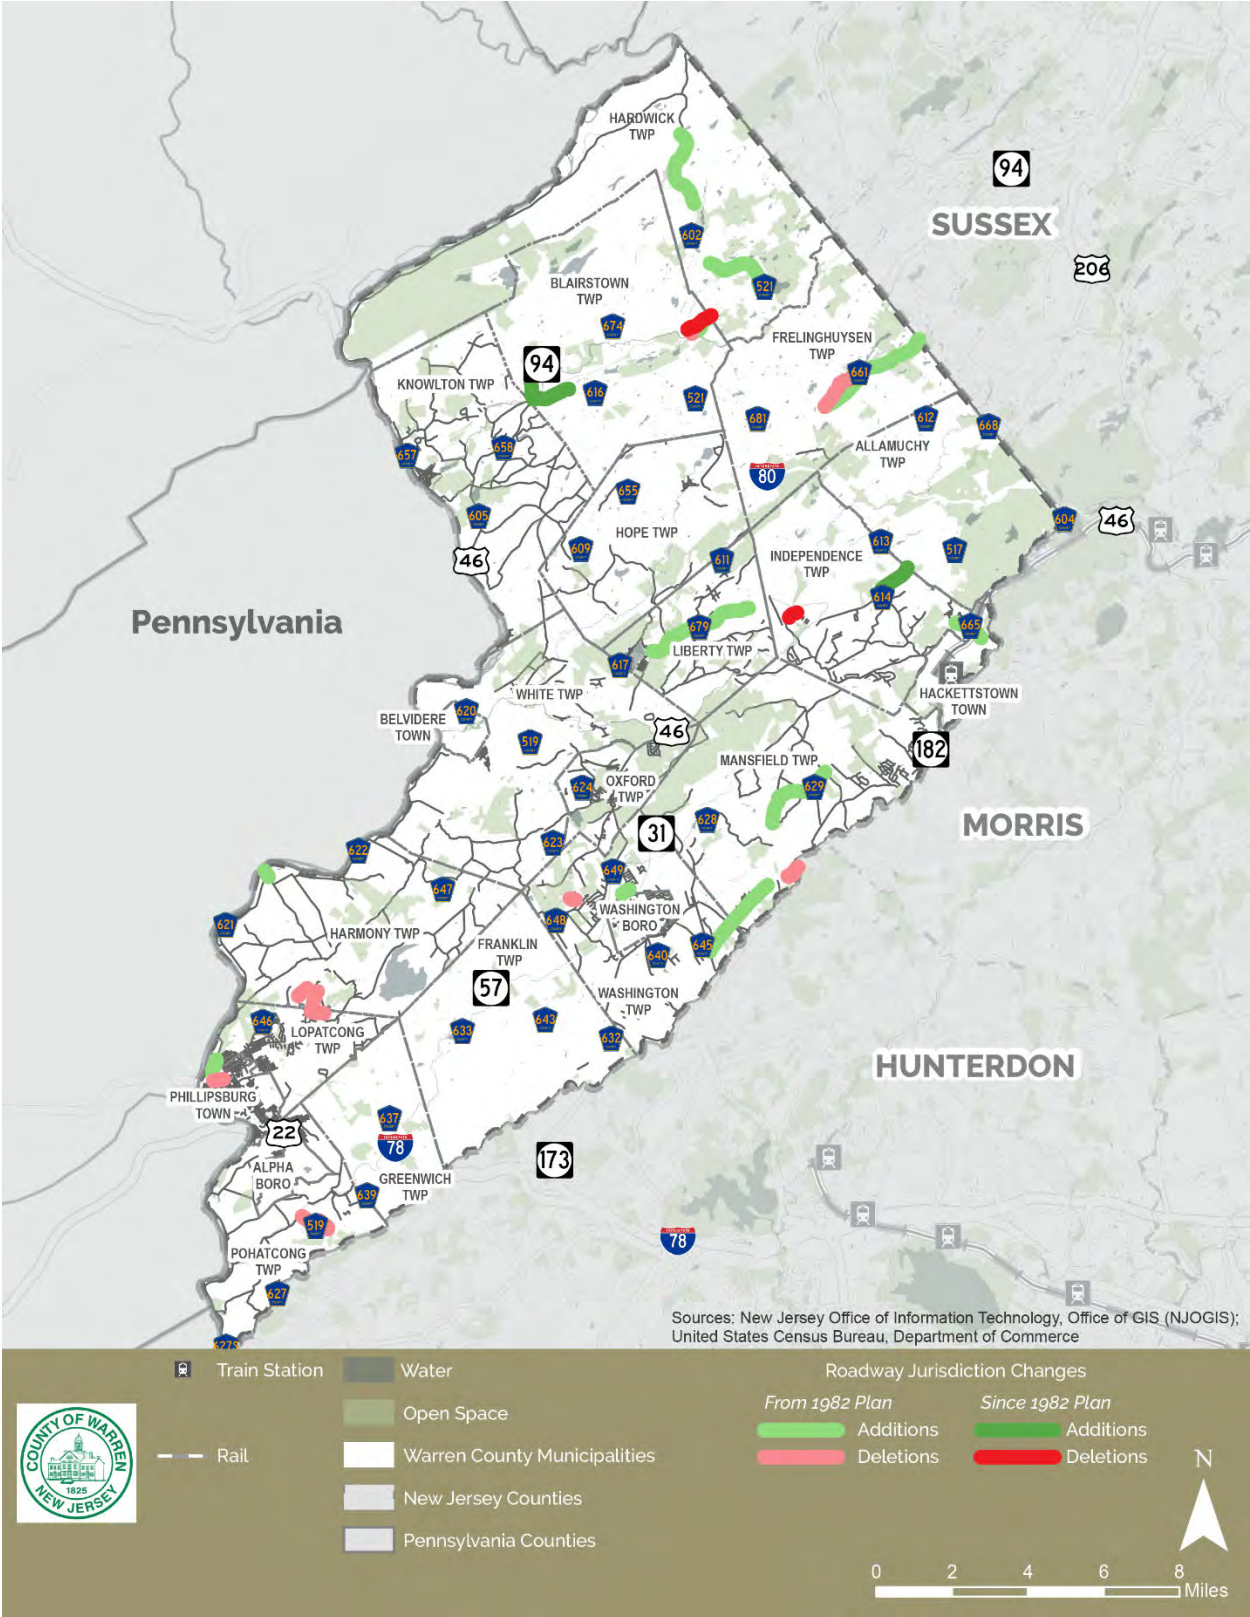 HARDWICK
TWP
94
SUSSEX
602
206
BLAIRSTOWN
TWP
521
674
FRELINGHUYSEN
TWP
94
KNOWLTON TWP
661
616
521
681
612
668
657
658
ALLAMUCHY
TWP
80
655
605
604
46
HOPE TWP
609
46
611
INDEPENDENCE
TWP
613
517
614
Pennsylvania
679
665
LIBERTY TWP
617
WHITE TWP
HACKETTSTOWN
TOWN
BELVIDERE
TOWN
620
519
46
182
MANSFIELD TWP
624
OXFORD
TWP
629
628
31
MORRIS
622
623
649
647
621
648
WASHINGTON
BORO
HARMONY TWP
FRANKLIN
TWP
640
645
57
WASHINGTON
TWP
646
LOPATCONG
TWP
633
643
632
HUNTERDON
PHILLIPSBURG
TOWN
637
22
78
173
ALPHA
BORO
GREENWICH
TWP
639
519
78
POHATCONG
TWP
627
627S
Sources: New Jersey Office of Information Technology, Office of GIS (NJOGIS);
United States Census Bureau, Department of Commerce
Train Station
Rail
Water
Open Space
Warren County Municipalities
New Jersey Counties
Pennsylvania Counties
Roadway Jurisdiction Changes
From 1982 Plan
Additions
Deletions
Since 1982 Plan
Additions
Deletions
COUNTY OF WARREN
1825
NEW JERSEY
N
0 2 4 6 8
Miles